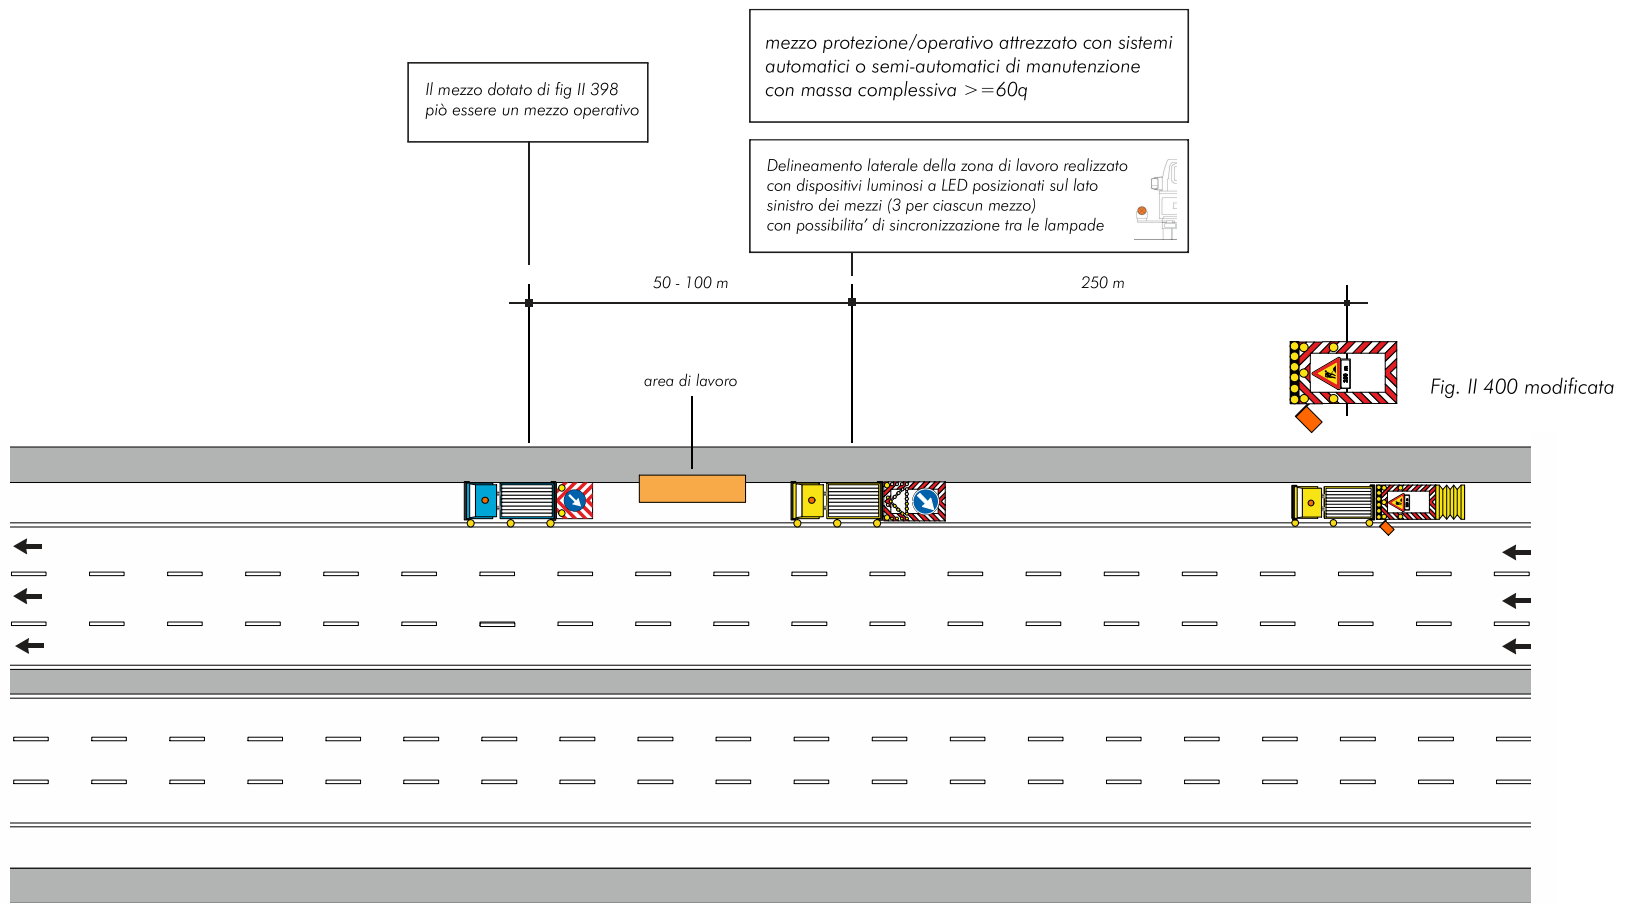 mezzo protezione/operativo attrezzato con sistemi
automatici o semi-automatici di manutenzione
con massa complessiva >=60q
Il mezzo dotato di fig II 398
piò essere un mezzo operativo
Delineamento laterale della zona di lavoro realizzato
con dispositivi luminosi a LED posizionati sul lato
sinistro dei mezzi (3 per ciascun mezzo)
con possibilita' di sincronizzazione tra le lampade
50 - 100 m
250 m
area di lavoro
Fig. II 400 modificata